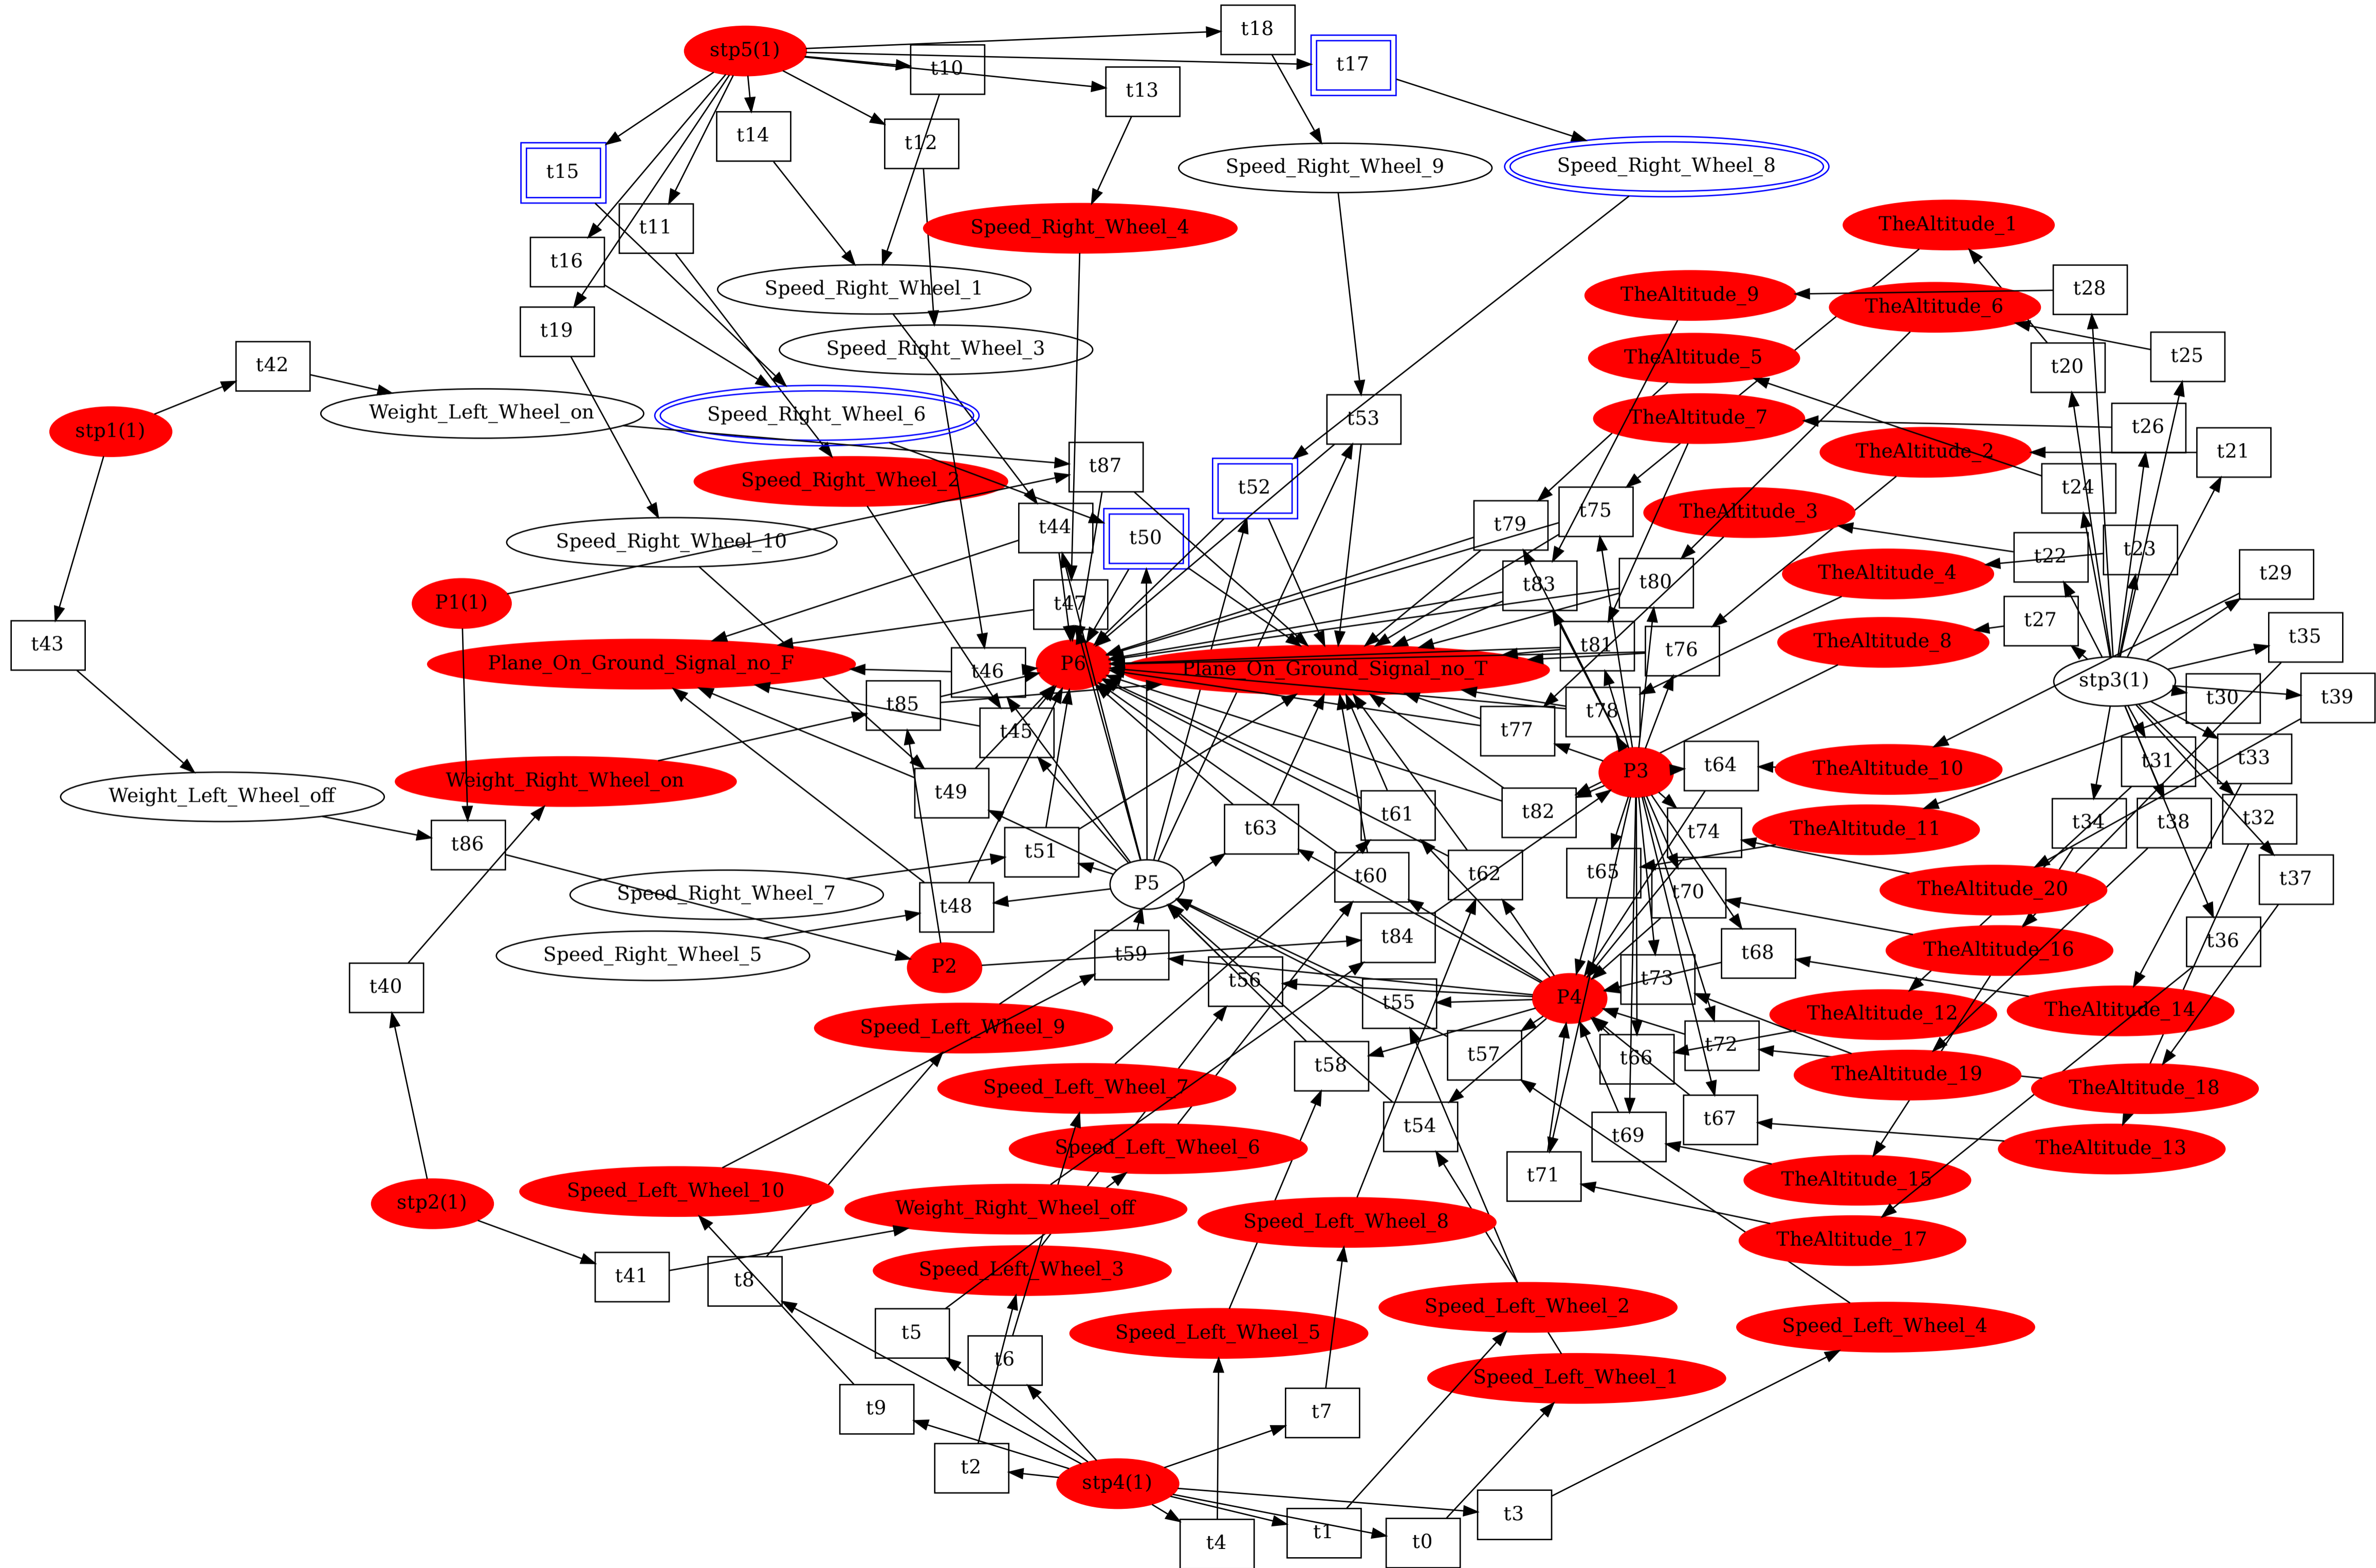 t18
stp5(1)
t17
t10
t13
t14
t12
t15
Speed_Right_Wheel_9
Speed_Right_Wheel_8
TheAltitude_1
Speed_Right_Wheel_4
t11
t16
Speed_Right_Wheel_1
t28
TheAltitude_9
TheAltitude_6
t19
Speed_Right_Wheel_3
t25
TheAltitude_5
t20
t42
Weight_Left_Wheel_on
Speed_Right_Wheel_6
TheAltitude_7
t53
t26
stp1(1)
TheAltitude_2
t21
t87
Speed_Right_Wheel_2
t52
t24
TheAltitude_3
t75
t79
t44
t50
Speed_Right_Wheel_10
t23
t22
TheAltitude_4
t29
t80
t83
P1(1)
t47
t27
t35
TheAltitude_8
t43
t81
t76
t46
Plane_On_Ground_Signal_no_F
P6
Plane_On_Ground_Signal_no_T
stp3(1)
t30
t39
t85
t78
t45
t77
t33
t31
t64
P3
TheAltitude_10
Weight_Right_Wheel_on
t49
Weight_Left_Wheel_off
t82
t32
t34
t38
TheAltitude_11
t63
t61
t74
t86
t51
t65
t60
t62
P5
t37
TheAltitude_20
Speed_Right_Wheel_7
t48
t70
t84
t36
TheAltitude_16
t59
t68
Speed_Right_Wheel_5
P2
t56
t73
t40
t55
P4
TheAltitude_14
TheAltitude_12
Speed_Left_Wheel_9
t72
t57
t66
t58
TheAltitude_19
Speed_Left_Wheel_7
TheAltitude_18
t67
t54
t69
Speed_Left_Wheel_6
TheAltitude_13
t71
TheAltitude_15
Speed_Left_Wheel_10
stp2(1)
Weight_Right_Wheel_off
Speed_Left_Wheel_8
TheAltitude_17
Speed_Left_Wheel_3
t41
t8
Speed_Left_Wheel_2
Speed_Left_Wheel_4
t5
Speed_Left_Wheel_5
t6
Speed_Left_Wheel_1
t9
t7
t2
stp4(1)
t3
t1
t0
t4